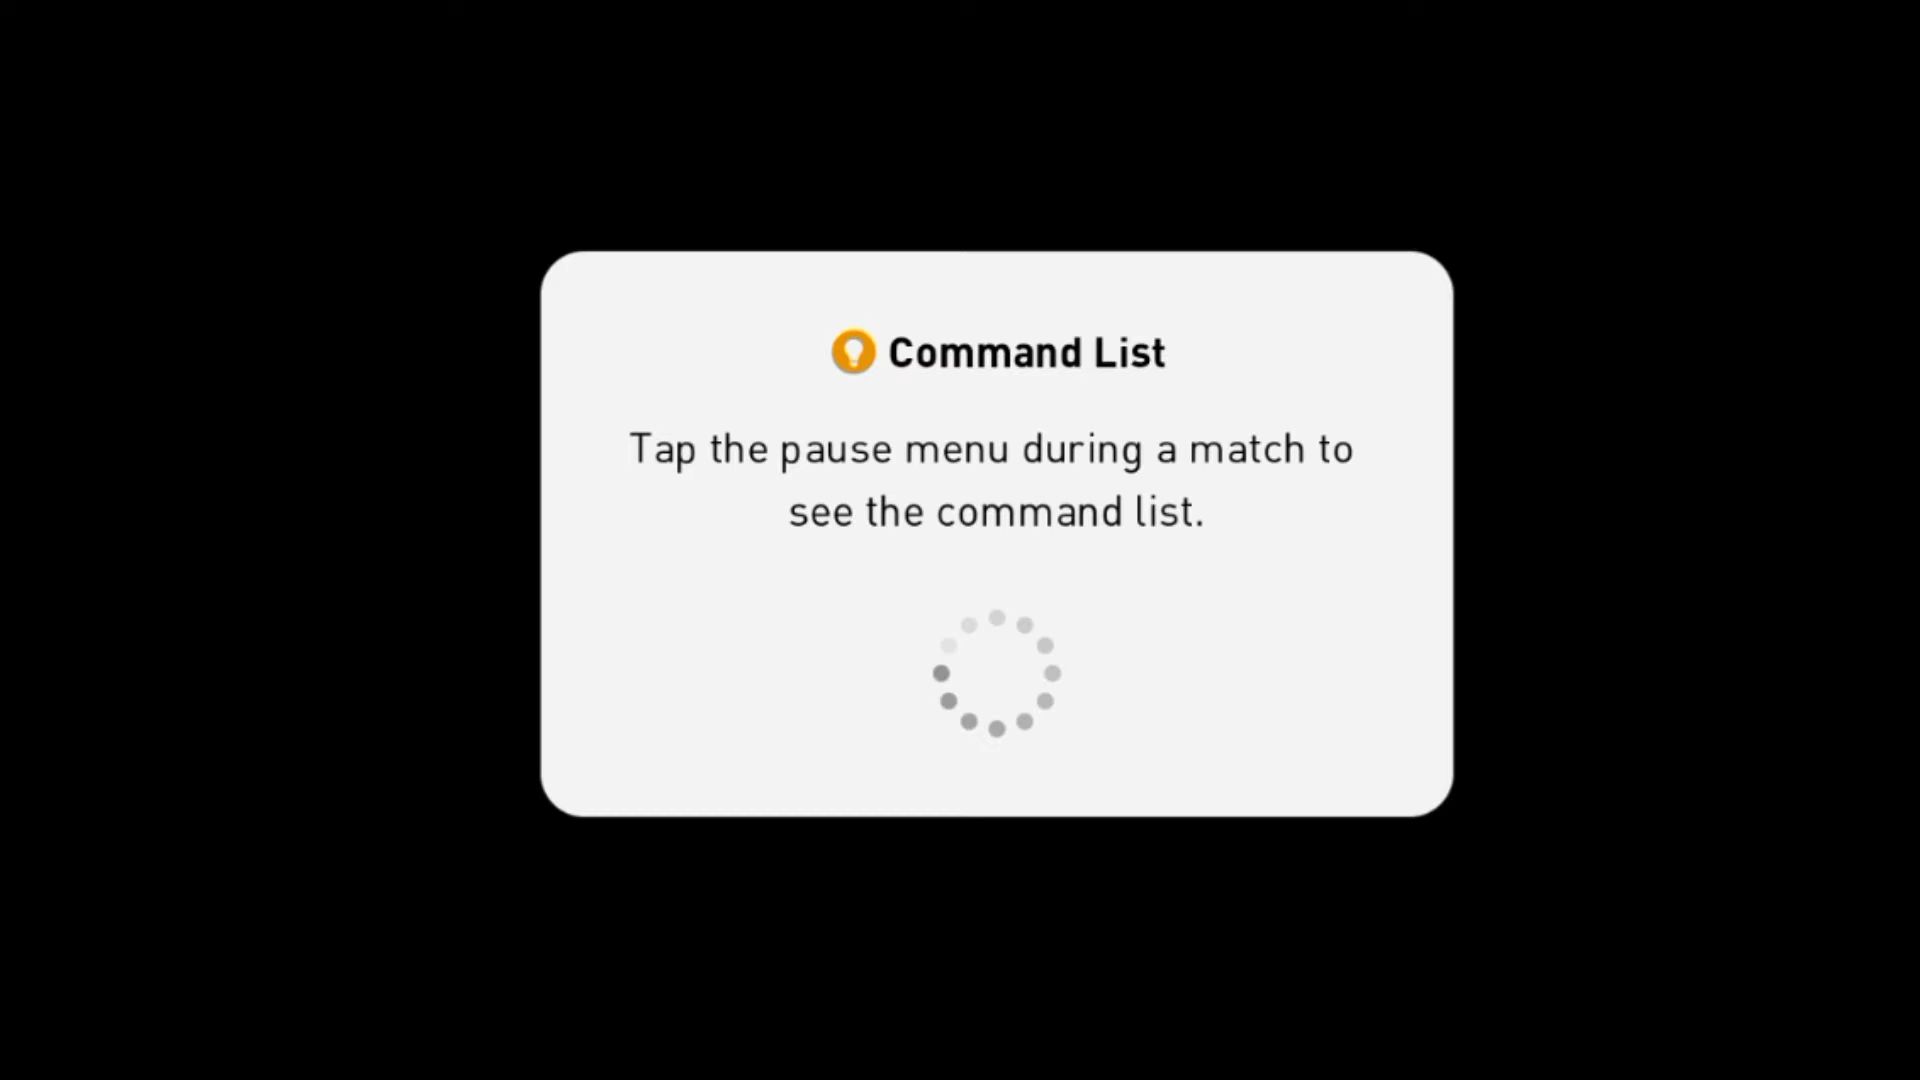 Command List
Tap the pause menu during a match to
see the command list.